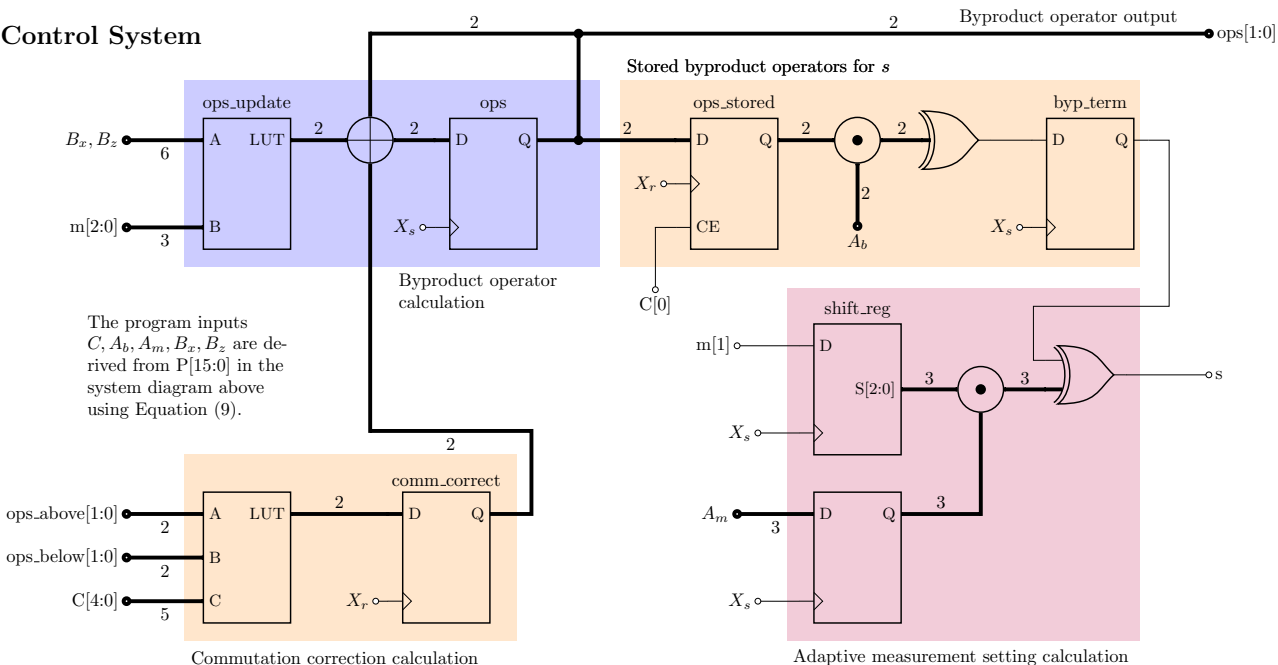 Control System
2
2
Byproduct operator output
ops[1:0]
Stored byproduct operators for s
ops_update
ops
ops_stored
byp_term
B_x, B_z
6
A
LUT
2
2
D
Q
2
D
Q
2
2
D
Q
m[2:0]
3
B
X_s
X_r
CE
2
A_b
X_s
C[0]
Byproduct operator
calculation
The program inputs
C, A_b, A_m, B_x, B_z are de-
rived from P[15:0] in the
system diagram above
using Equation (9).
shift_reg
m[1]
D
S[2:0]
3
3
s
X_s
2
comm_correct
ops_above[1:0]
2
A
LUT
2
D
Q
ops_below[1:0]
2
B
C[4:0]
5
C
X_r
A_m
3
D
Q
3
X_s
Commutation correction calculation
Adaptive measurement setting calculation